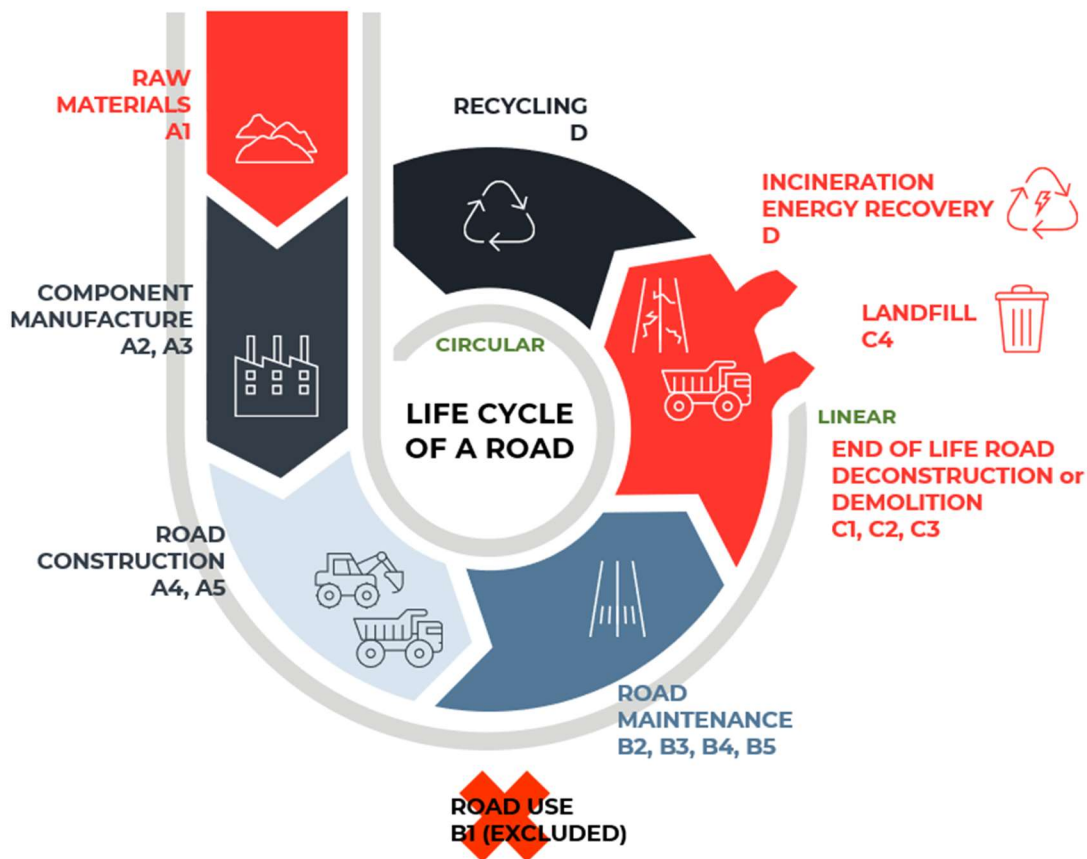 RAW
MATERIALS
A1
RECYCLING
D
INCINERATION
ENERGY RECOVERY
D
COMPONENT
MANUFACTURE
A2, A3
LANDFILL
C4
CIRCULAR
LIFE CYCLE
OF A ROAD
LINEAR
END OF LIFE ROAD
DECONSTRUCTION or
DEMOLITION
C1, C2, C3
ROAD
CONSTRUCTION
A4, A5
ROAD
MAINTENANCE
B2, B3, B4, B5
ROAD USE
B1 (EXCLUDED)